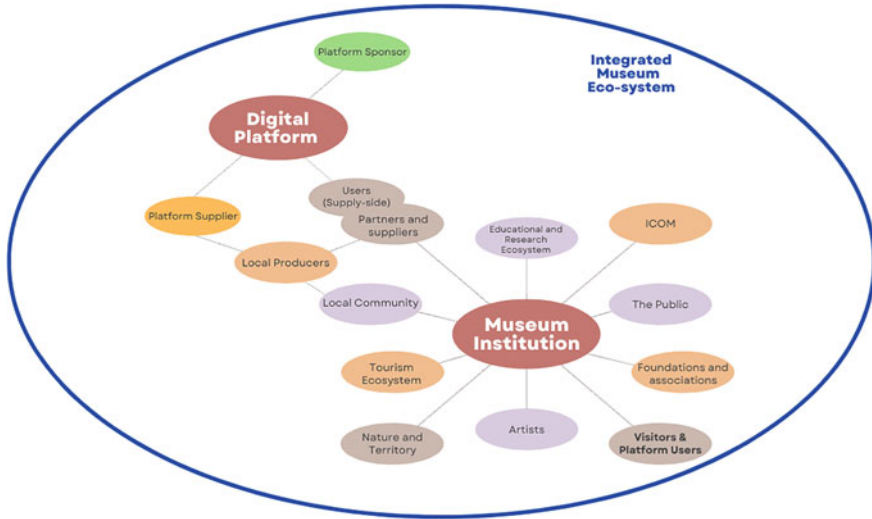 Platform Sponsor
Integrated
Museum
Eco-system
Digital
Platform
Users
(Supply-side)
Platform Supplier
Partners and
suppliers
Educational and
Research
Ecosystem
ICOM
Local Producers
Local Community
The Public
Museum
Institution
Tourism
Ecosystem
Foundations and
associations
Nature and
Territory
Artists
Visitors &
Platform Users